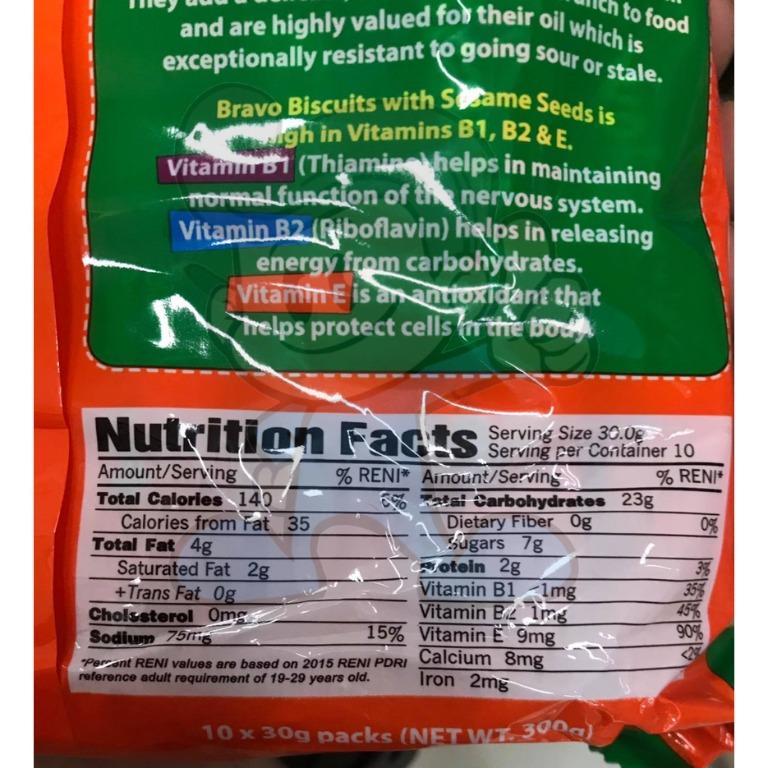 to food
and are highly valued for their oil which is
exceptionally resistant to going sour or stale.
Bravo Biscuits with Sesame Seeds is
in Vitamins B1, B2 & E.
Vitamin B1 (Thiamine) helps in maintaining
normal function of the nervous system.
Vitamin B2 (Riboflavin) helps in releasing
energy from carbohydrates.
Vitamin E is an antioxidant that
helps protect cells in the body.
Nutrition Facts
Serving Size 30.0g
Serving per Container 10
Amount/Serving % RENI*
Total Calories 140 6%
Calories from Fat 35
Total Fat 4g
Saturated Fat 2g
+Trans Fat 0g
Cholesterol 0mg
Sodium 75mg 15%
*Percent RENI values are based on 2015 RENI PDRI
reference adult requirement of 19-29 years old.
Amount/Serving % RENI*
Total Carbohydrates 23g
Dietary Fiber 0g 0%
Sugars 7g
Protein 2g 3%
Vitamin B1 1mg 35%
Vitamin B2 1mg 45%
Vitamin E 9mg 90%
Calcium 8mg
Iron 2mg
10 x 30g packs (NET WT. 300g)